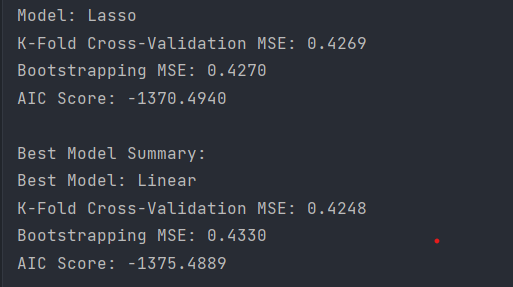 Model: Lasso
K-Fold Cross-Validation MSE: 0.4269
Bootstrapping MSE: 0.4270
AIC Score: -1370.4940
Best Model Summary:
Best Model: Linear
K-Fold Cross-Validation MSE: 0.4248
Bootstrapping MSE: 0.4330
AIC Score: -1375.4889